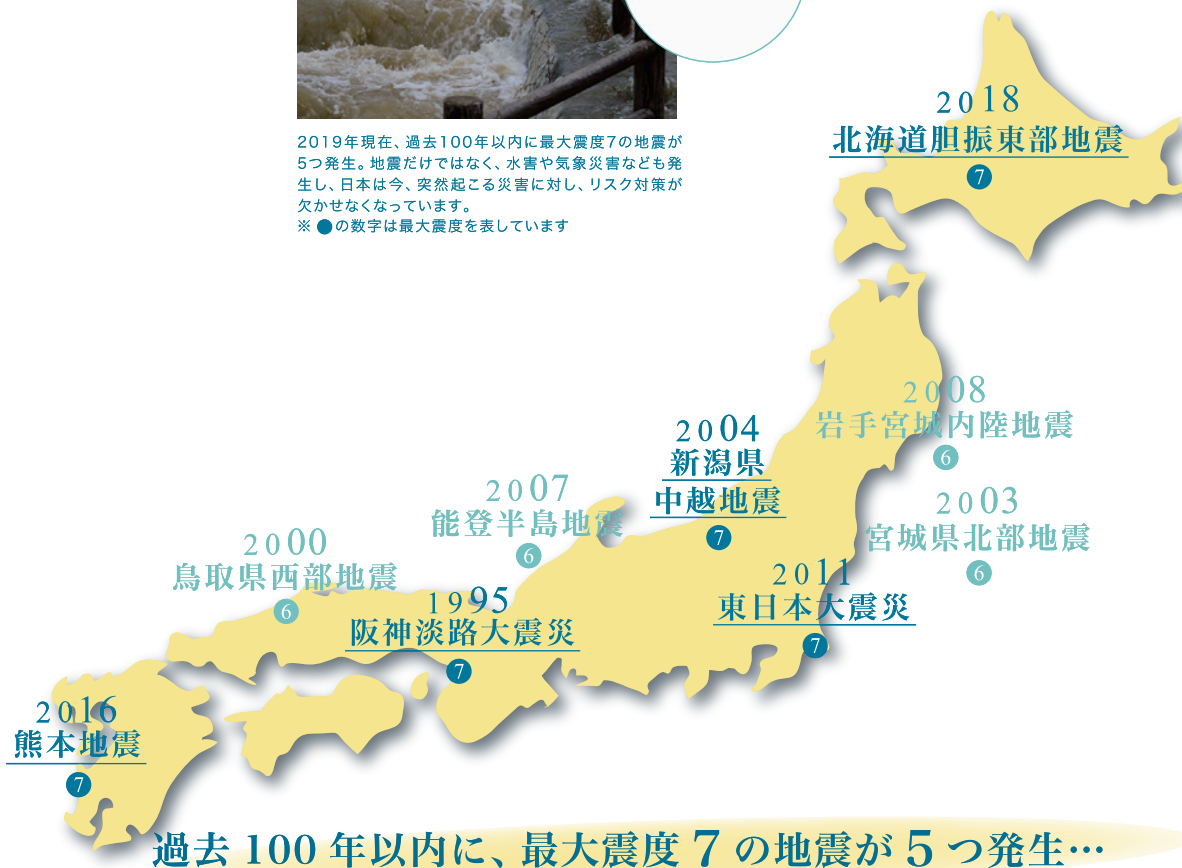 2019年現在、過去100年以内に最大震度7の地震が
5つ発生。地震だけではなく、水害や気象災害なども発
生し、日本は今、突然起こる災害に対し、リスク対策が
欠かせなくなっています。
※ ●の数字は最大震度を表しています
2018
北海道胆振東部地震
7
2008
岩手宮城内陸地震
6
2004
新潟県
中越地震
7
2007
能登半島地震
6
2003
宮城県北部地震
6
2000
鳥取県西部地震
6
2011
東日本大震災
7
1995
阪神淡路大震災
7
2016
熊本地震
7
過去100年以内に、最大震度7の地震が5つ発生…